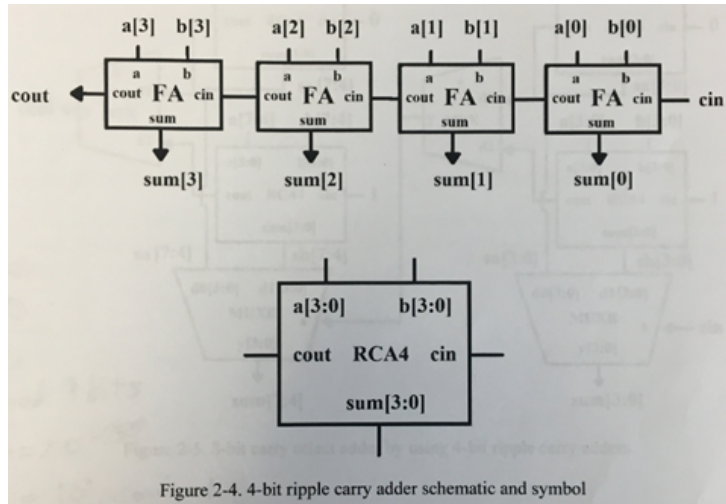 a[3] b[3] a[2] b[2] a[1] b[1] a[0] b[0]
a b a b a b a b
cout cout FA cin cout FA cin cout FA cin cout FA cin cin
sum sum sum sum
sum[3] sum[2] sum[1] sum[0]
a[3:0] b[3:0]
cout RCA4 cin
sum[3:0]
Figure 2-4. 4-bit ripple carry adder schematic and symbol